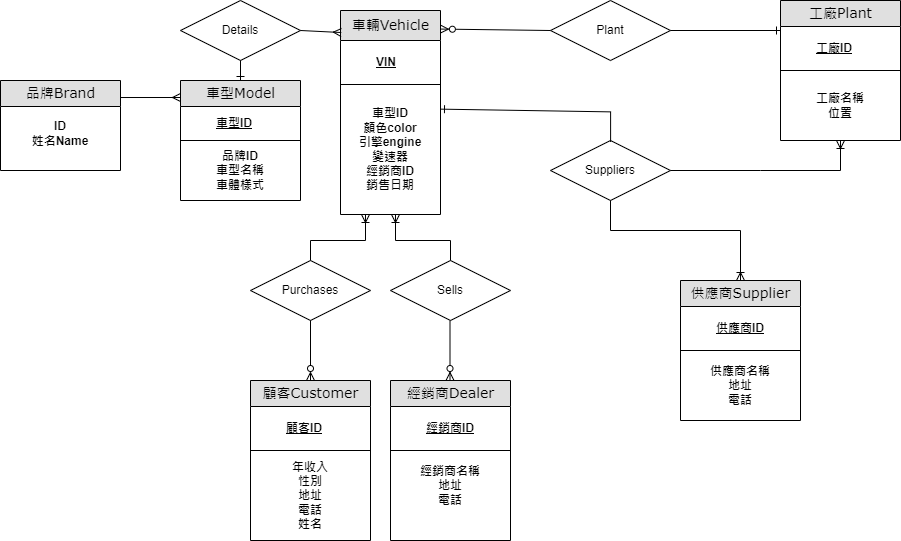 Details
車輛Vehicle
VIN
車型ID
顏色color
引擎engine
變速器
經銷商ID
銷售日期
Plant
工廠Plant
工廠ID
工廠名稱
位置
品牌Brand
ID
姓名Name
車型Model
車型ID
品牌ID
車型名稱
車體樣式
Suppliers
Purchases
Sells
供應商Supplier
供應商ID
供應商名稱
地址
電話
顧客Customer
顧客ID
年收入
性別
地址
電話
姓名
經銷商Dealer
經銷商ID
經銷商名稱
地址
電話